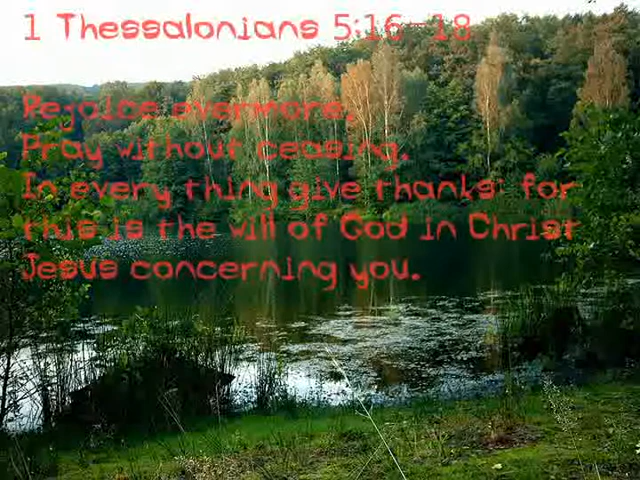 1 Thessalonians 5:16-18
Rejoice evermore.
Pray without ceasing.
In every thing give thanks: for
this is the will of God in Christ
Jesus concerning you.